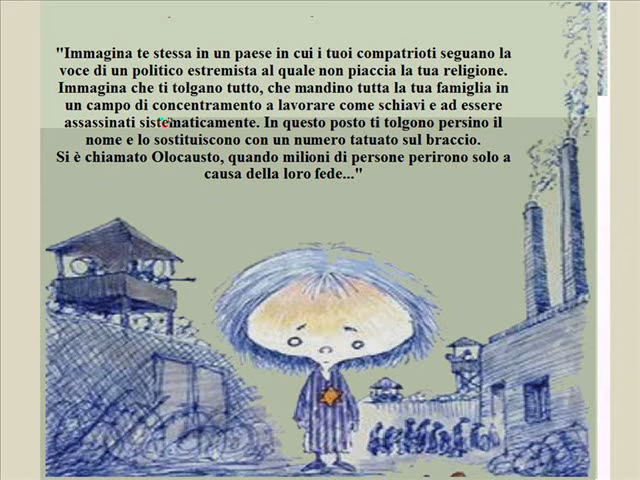 "Immagina te stessa in un paese in cui i tuoi compatrioti seguano la
voce di un politico estremista al quale non piaccia la tua religione.
Immagina che ti tolgano tutto, che mandino tutta la tua famiglia in
un campo di concentramento a lavorare come schiavi e ad essere
assassinati sistematicamente. In questo posto ti tolgono persino il
nome e lo sostituiscono con un numero tatuato sul braccio.
Si è chiamato Olocausto, quando milioni di persone perirono solo a
causa della loro fede..."